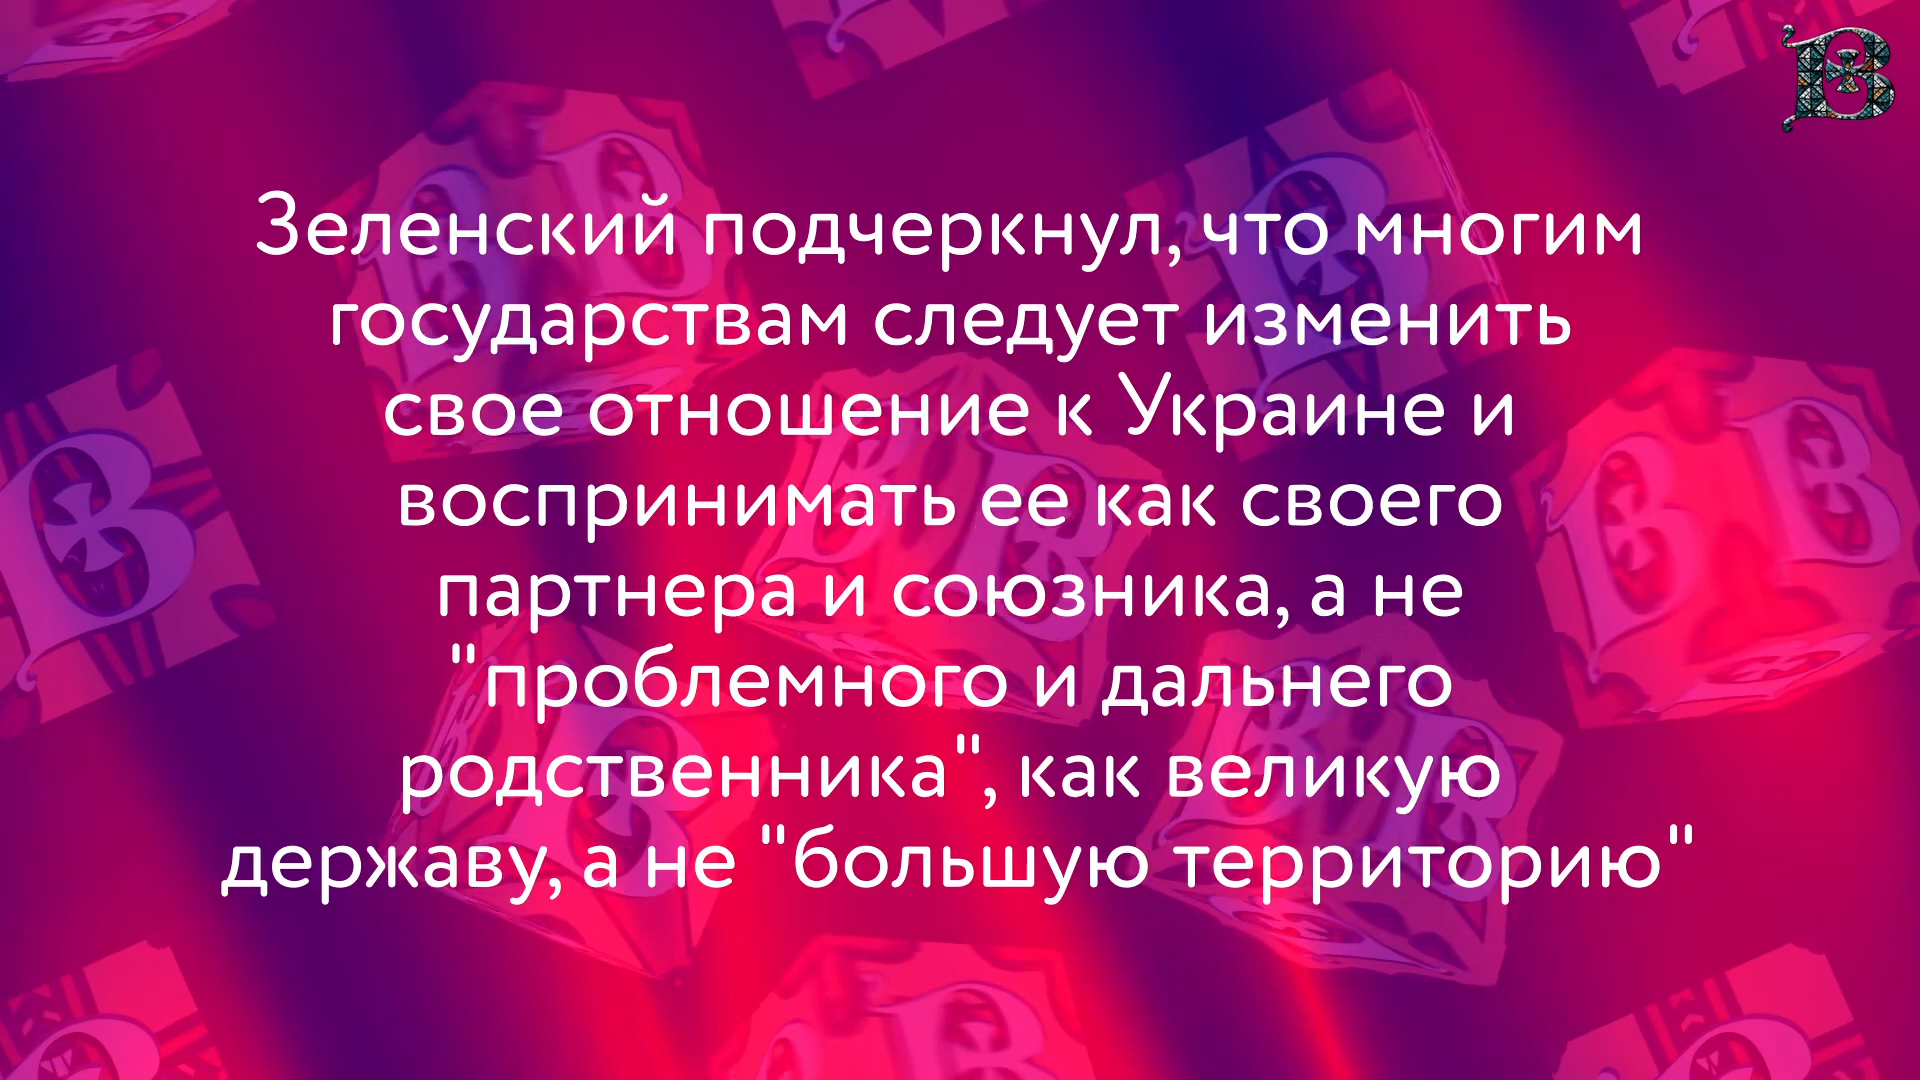 Зеленский подчеркнул, что многим
государствам следует изменить
свое отношение к Украине и
воспринимать ее как своего
партнера и союзника, а не
"проблемного и дальнего
родственника", как великую
державу, а не "большую территорию"